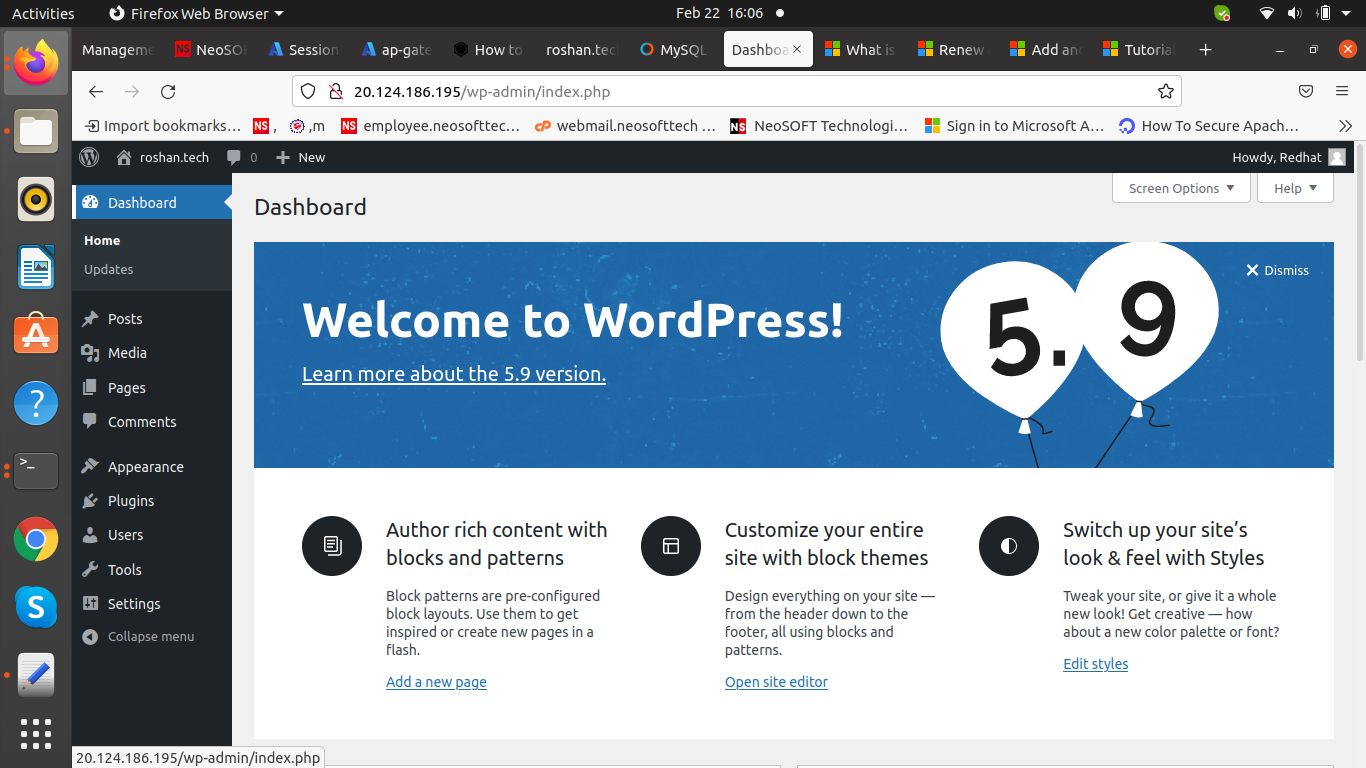 Activities
Firefox Web Browser
Feb 22 16:06
Manageme
NS NeoSOF
Session
ap-gate
How to
roshan.tec
MySQL
Dashboa
What is
Renew
Add an
Tutorial
20.124.186.195/wp-admin/index.php
Import bookmarks…
NS ,
,m
NS employee.neosofttec…
cP webmail.neosofttech …
NS NeoSOFT Technologi…
Sign in to Microsoft A…
How To Secure Apach…
roshan.tech
0
New
Howdy, Redhat
Dashboard
Home
Updates
Posts
Media
Pages
Comments
Appearance
Plugins
Users
Tools
Settings
Collapse menu
Screen Options
Help
Dashboard
Dismiss
Welcome to WordPress!
Learn more about the 5.9 version.
5.9
Author rich content with
blocks and patterns
Block patterns are pre-configured
block layouts. Use them to get
inspired or create new pages in a
flash.
Add a new page
Customize your entire
site with block themes
Design everything on your site —
from the header down to the
footer, all using blocks and
patterns.
Open site editor
Switch up your site’s
look & feel with Styles
Tweak your site, or give it a whole
new look! Get creative — how
about a new color palette or font?
Edit styles
20.124.186.195/wp-admin/index.php